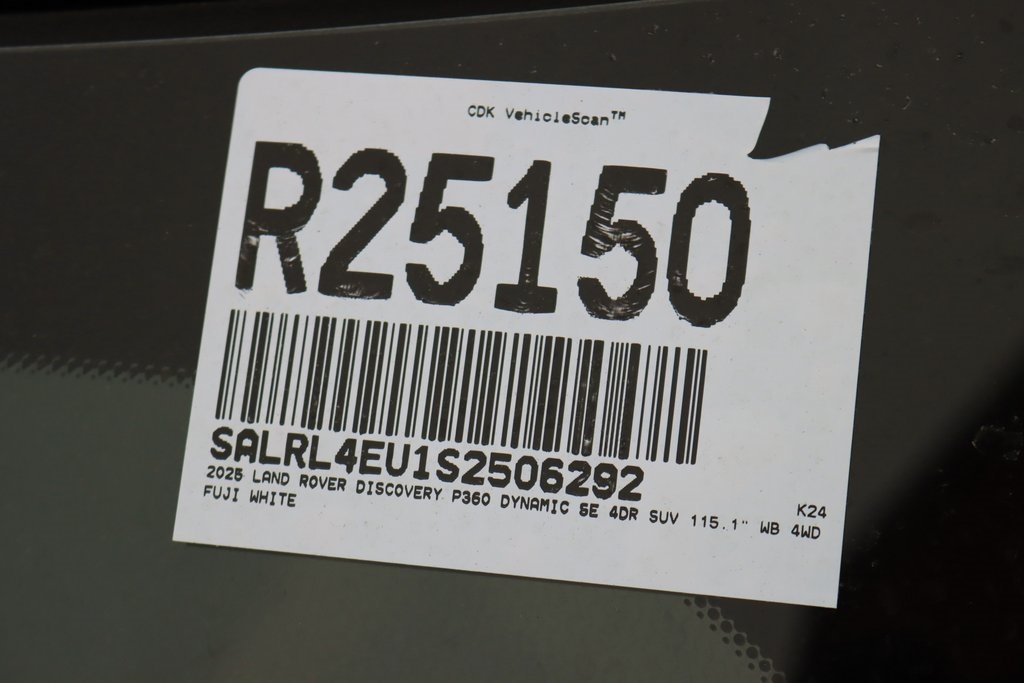 CDK VehicleScan™
R25150
SALRL4EU1S2506292
2025 LAND ROVER DISCOVERY P360 DYNAMIC SE 4DR SUV 115.1" WB 4WD
FUJI WHITE
K24